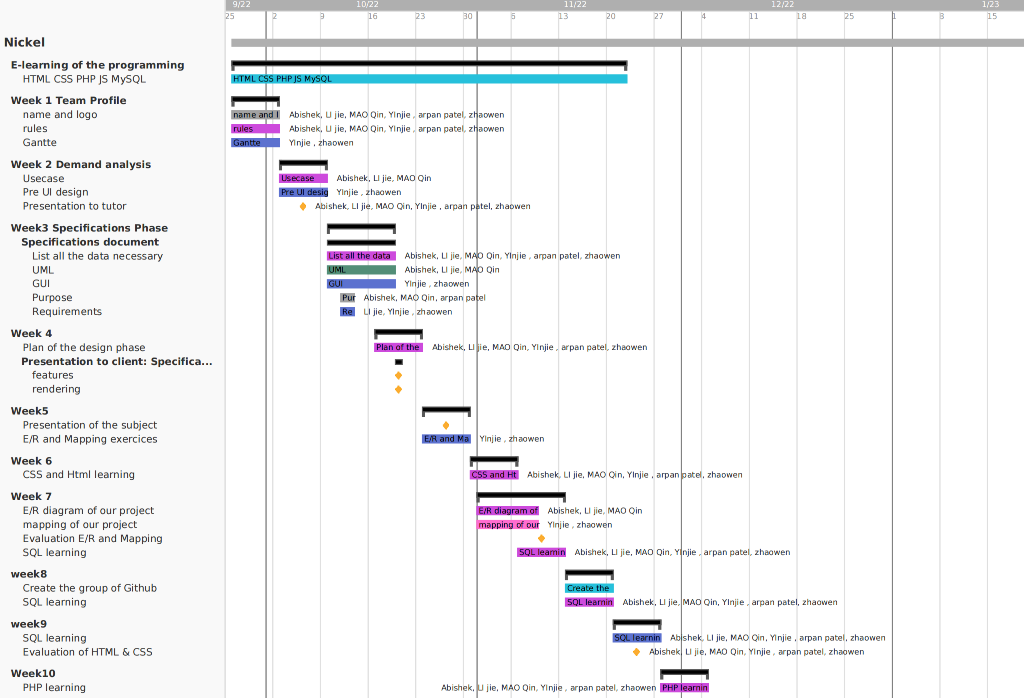 9/22 10/22 11/22 12/22 1/23
25 2 9 16 23 30 5 13 20 27 4 11 18 25 1 8 15
Nickel
E-learning of the programming
HTML CSS PHP JS MySQL HTML CSS PHP JS MySQL
Week 1 Team Profile
name and logo name and l Abishek, LI jie, MAO Qin, YInjie , arpan patel, zhaowen
rules rules Abishek, LI jie, MAO Qin, YInjie , arpan patel, zhaowen
Gantte Gantte YInjie , zhaowen
Week 2 Demand analysis
Usecase Usecase Abishek, LI jie, MAO Qin
Pre UI design Pre UI desig YInjie , zhaowen
Presentation to tutor Abishek, LI jie, MAO Qin, YInjie , arpan patel, zhaowen
Week3 Specifications Phase
Specifications document
List all the data necessary List all the data Abishek, LI jie, MAO Qin, YInjie , arpan patel, zhaowen
UML UML Abishek, LI jie, MAO Qin
GUI GUI YInjie , zhaowen
Purpose Pur Abishek, MAO Qin, arpan patel
Requirements Re LI jie, YInjie , zhaowen
Week 4
Plan of the design phase Plan of the Abishek, LI jie, MAO Qin, YInjie , arpan patel, zhaowen
Presentation to client: Specifica...
features
rendering
Week5
Presentation of the subject
E/R and Mapping exercices E/R and Ma YInjie , zhaowen
Week 6
CSS and Html learning CSS and Ht Abishek, LI jie, MAO Qin, YInjie , arpan patel, zhaowen
Week 7
E/R diagram of our project E/R diagram of Abishek, LI jie, MAO Qin
mapping of our project mapping of our YInjie , zhaowen
Evaluation E/R and Mapping
SQL learning SQL learnin Abishek, LI jie, MAO Qin, YInjie , arpan patel, zhaowen
week8
Create the group of Github Create the
SQL learning SQL learnin Abishek, LI jie, MAO Qin, YInjie , arpan patel, zhaowen
week9
SQL learning SQL learnin Abishek, LI jie, MAO Qin, YInjie , arpan patel, zhaowen
Evaluation of HTML & CSS Abishek, LI jie, MAO Qin, YInjie , arpan patel, zhaowen
Week10
PHP learning Abishek, LI jie, MAO Qin, YInjie , arpan patel, zhaowen PHP learnin